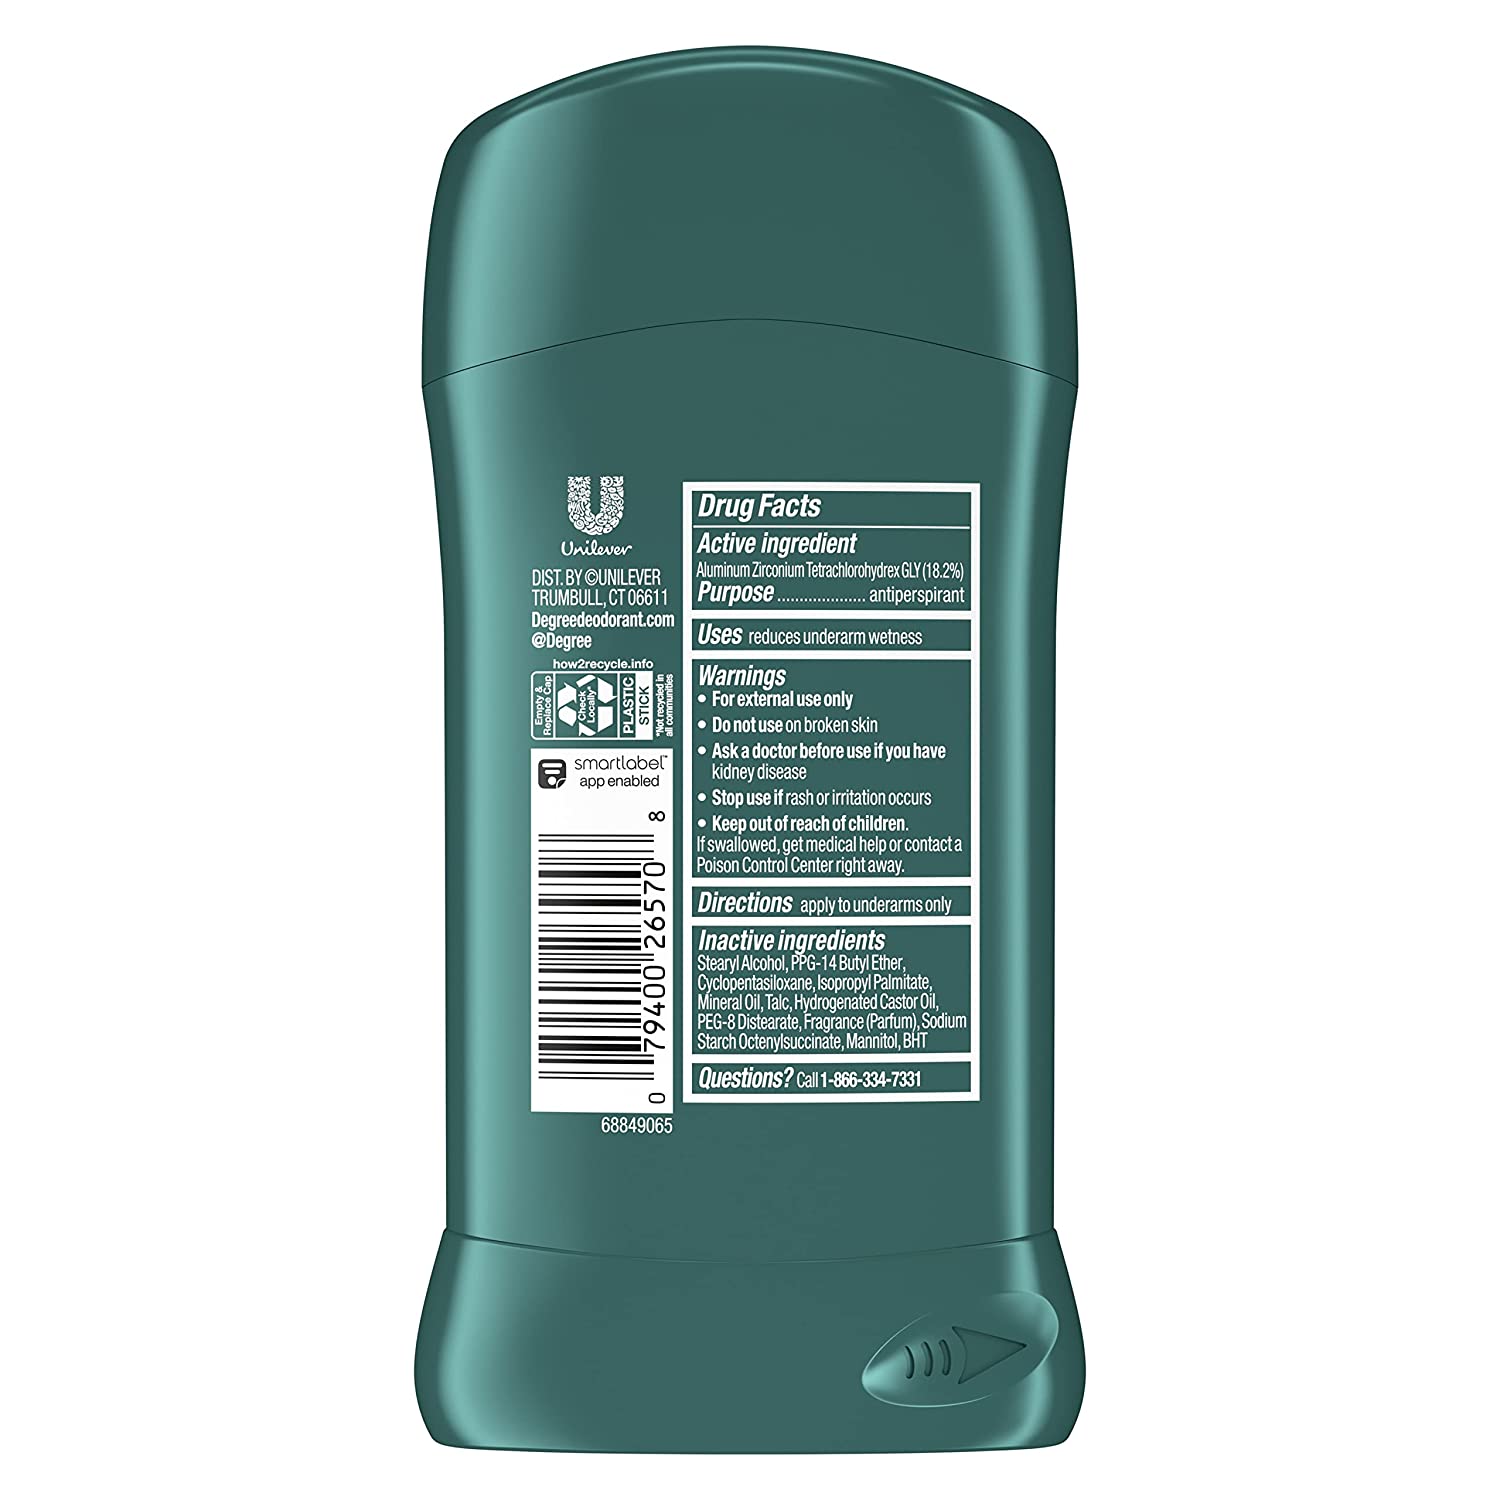 Unilever
DIST. BY ©UNILEVER
TRUMBULL, CT 06611
Degreedeodorant.com
@Degree
how2recycle.info
Empty &
Replace Cap
Check
Locally*
PLASTIC
STICK
*Not recycled in
all communities
smartlabel™
app enabled
0 79400 26570 8
68849065
Drug Facts
Active ingredient
Aluminum Zirconium Tetrachlorohydrex GLY (18.2%)
Purpose .................... antiperspirant
Uses reduces underarm wetness
Warnings
• For external use only
• Do not use on broken skin
• Ask a doctor before use if you have
kidney disease
• Stop use if rash or irritation occurs
• Keep out of reach of children.
If swallowed, get medical help or contact a
Poison Control Center right away.
Directions apply to underarms only
Inactive ingredients
Stearyl Alcohol, PPG-14 Butyl Ether,
Cyclopentasiloxane, Isopropyl Palmitate,
Mineral Oil, Talc, Hydrogenated Castor Oil,
PEG-8 Distearate, Fragrance (Parfum), Sodium
Starch Octenylsuccinate, Mannitol, BHT
Questions? Call 1-866-334-7331